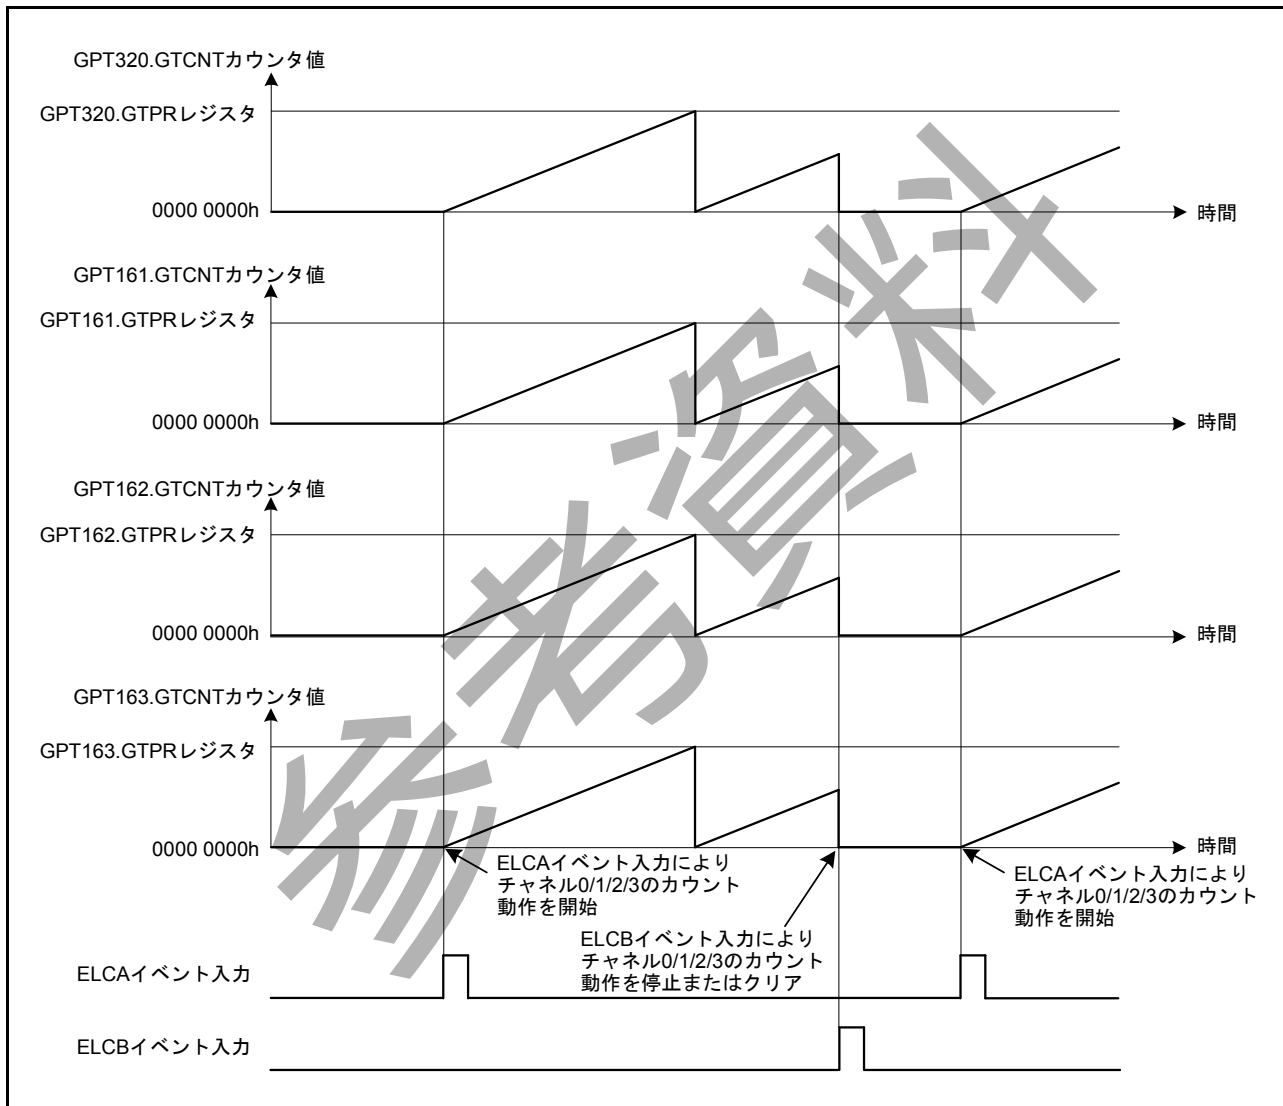 GPT320.GTCNTカウンタ値
GPT320.GTPRレジスタ
0000 0000h
時間
GPT161.GTCNTカウンタ値
GPT161.GTPRレジスタ
0000 0000h
時間
GPT162.GTCNTカウンタ値
GPT162.GTPRレジスタ
0000 0000h
時間
GPT163.GTCNTカウンタ値
GPT163.GTPRレジスタ
0000 0000h
時間
ELCAイベント入力により
チャネル0/1/2/3のカウント
動作を開始
ELCBイベント入力により
チャネル0/1/2/3のカウント
動作を停止またはクリア
ELCAイベント入力により
チャネル0/1/2/3のカウント
動作を開始
ELCAイベント入力
ELCBイベント入力
参考資料